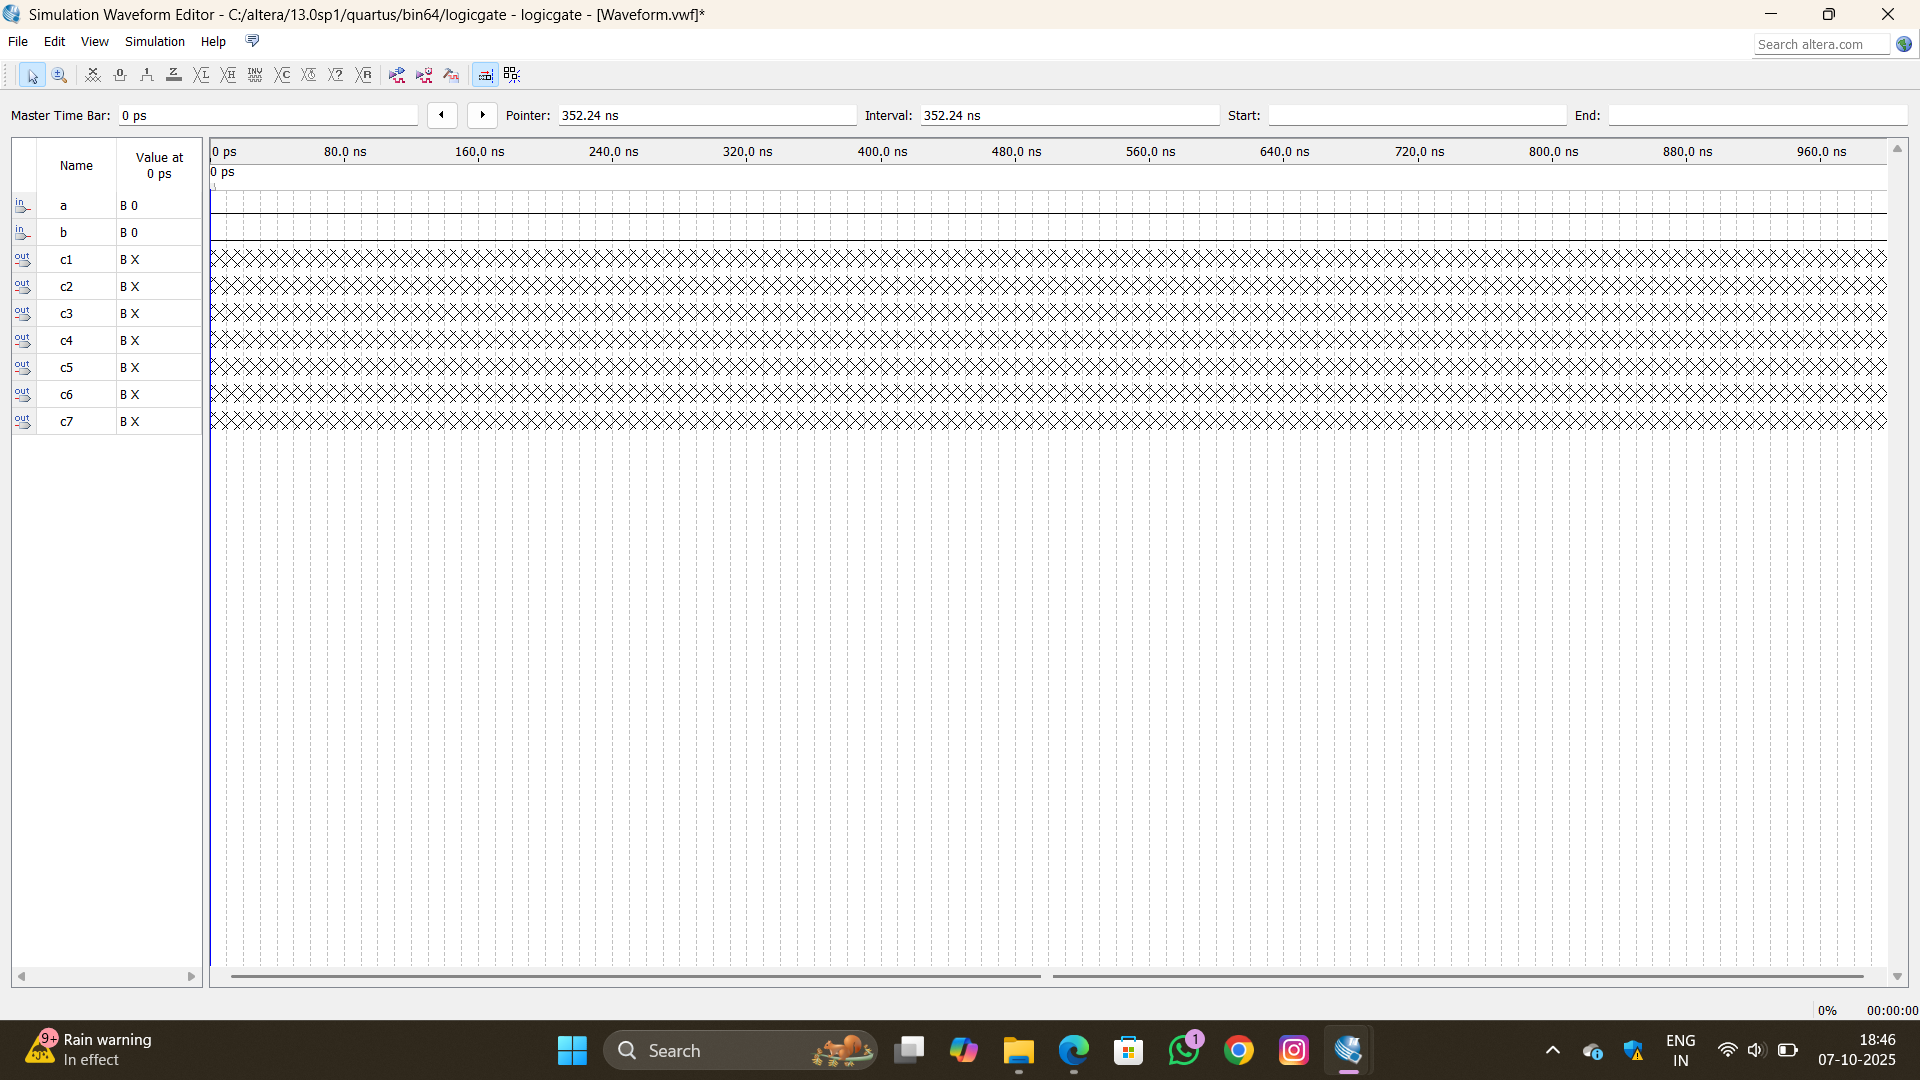 Simulation Waveform Editor - C:/altera/13.0sp1/quartus/bin64/logicgate - logicgate - [Waveform.vwf]*
File Edit View Simulation Help
Search altera.com
Master Time Bar: 0 ps Pointer: 352.24 ns Interval: 352.24 ns Start: End:
Name Value at 0 ps
0 ps 80.0 ns 160.0 ns 240.0 ns 320.0 ns 400.0 ns 480.0 ns 560.0 ns 640.0 ns 720.0 ns 800.0 ns 880.0 ns 960.0 ns
0 ps
in a B 0
in b B 0
out c1 B X
out c2 B X
out c3 B X
out c4 B X
out c5 B X
out c6 B X
out c7 B X
0% 00:00:00
9+ Rain warning
In effect
Search
1
ENG
IN
18:46
07-10-2025